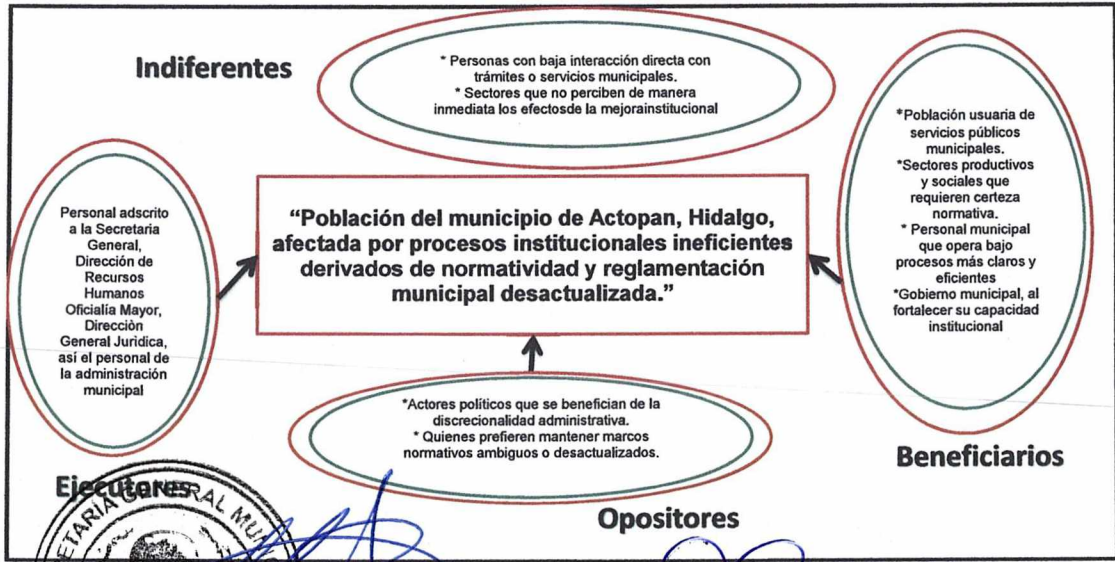 Indiferentes
* Personas con baja interacción directa con
trámites o servicios municipales.
* Sectores que no perciben de manera
inmediata los efectosde la mejorainstitucional
*Población usuaria de
servicios públicos
municipales.
*Sectores productivos
y sociales que
requieren certeza
normativa.
* Personal municipal
que opera bajo
procesos más claros y
eficientes
*Gobierno municipal, al
fortalecer su capacidad
institucional
Beneficiarios
Personal adscrito
a la Secretaria
General,
Dirección de
Recursos
Humanos
Oficialía Mayor,
Dirección
General Jurídica,
así el personal de
la administración
municipal
Ejecutores
“Población del municipio de Actopan, Hidalgo,
afectada por procesos institucionales ineficientes
derivados de normatividad y reglamentación
municipal desactualizada.”
*Actores políticos que se benefician de la
discrecionalidad administrativa.
* Quienes prefieren mantener marcos
normativos ambiguos o desactualizados.
Opositores
GENERAL